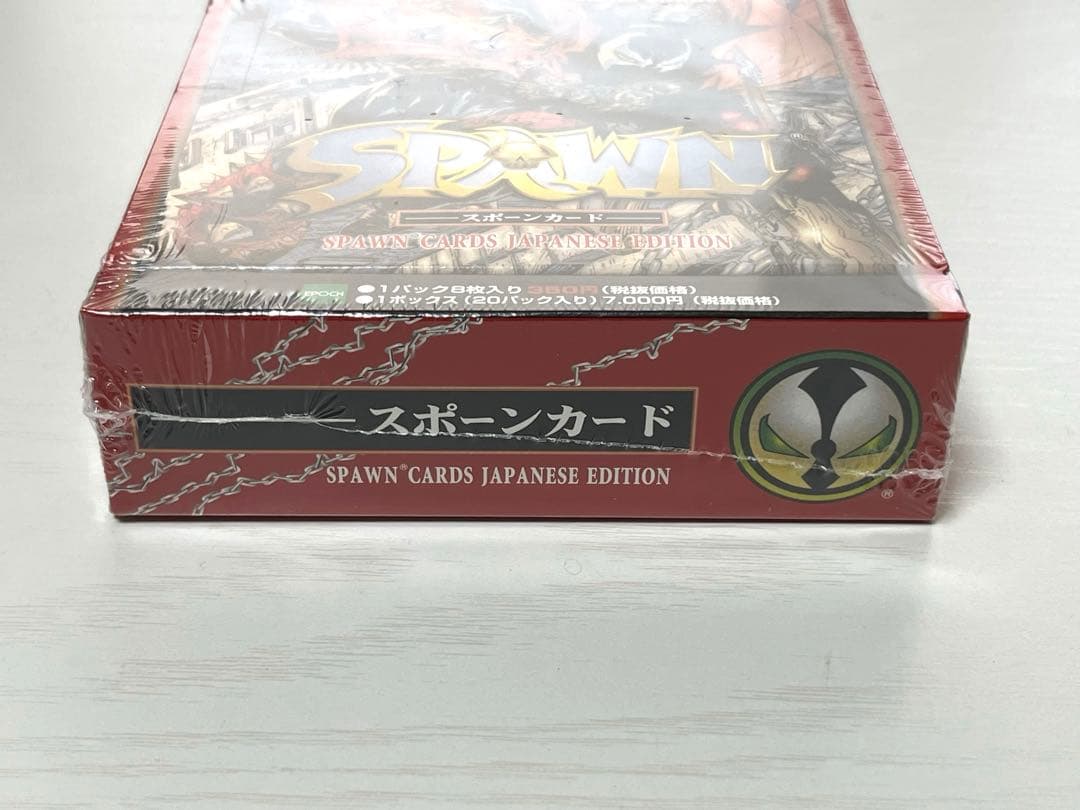 SPAWN
スポーンカード
SPAWN® CARDS JAPANESE EDITION
EPOCH
●1パック8枚入り 350円(税抜価格)
●1ボックス(20パック入り)7,000円(税抜価格)
スポーンカード
SPAWN® CARDS JAPANESE EDITION
®